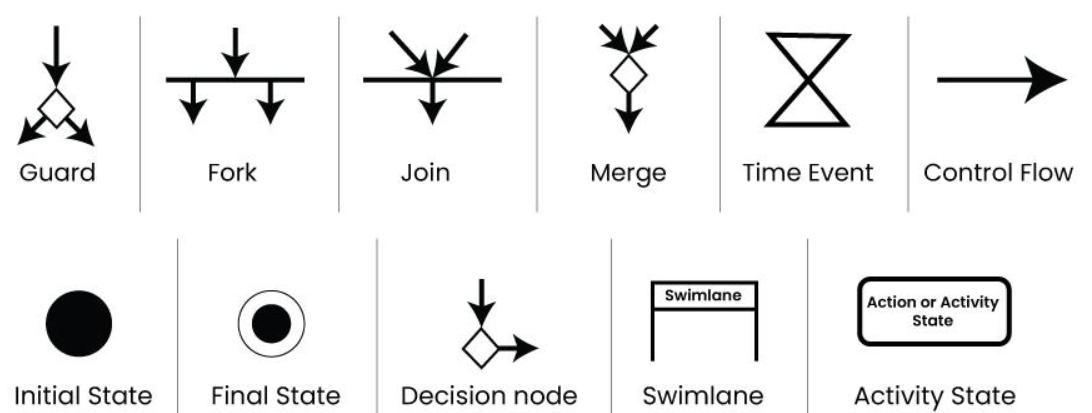 Guard
Fork
Join
Merge
Time Event
Control Flow
Initial State
Final State
Decision node
Swimlane
Swimlane
Action or Activity
State
Activity State